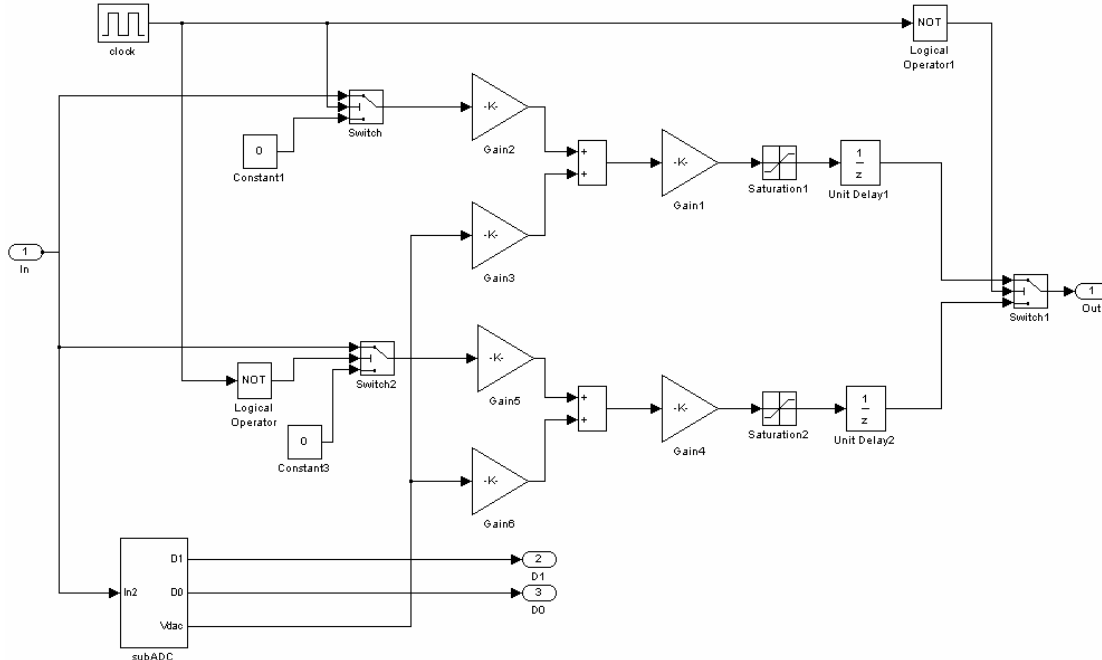 clock
NOT
Logical
Operator1
Switch
0
Constant1
-K-
Gain2
+
+
-K-
Gain1
Saturation1
1
z
Unit Delay1
-K-
Gain3
1
In
Switch1
1
Out
NOT
Logical
Operator
Switch2
0
Constant3
-K-
Gain5
+
+
-K-
Gain4
Saturation2
1
z
Unit Delay2
-K-
Gain6
In2
D1
D0
Vdac
subADC
2
D1
3
D0